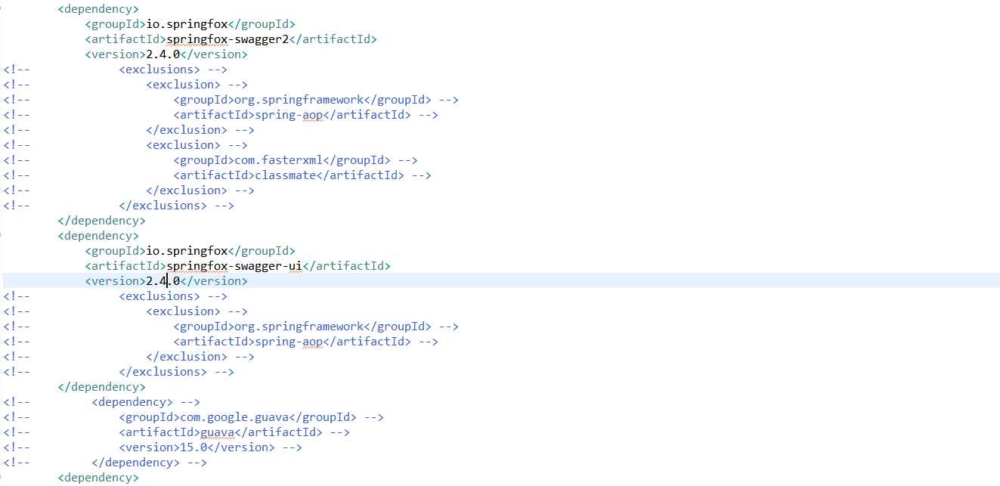 <dependency>
<groupId>io.springfox</groupId>
<artifactId>springfox-swagger2</artifactId>
<version>2.4.0</version>
<!-- <exclusions> -->
<!-- <exclusion> -->
<!-- <groupId>org.springframework</groupId> -->
<!-- <artifactId>spring-aop</artifactId> -->
<!-- </exclusion> -->
<!-- <exclusion> -->
<!-- <groupId>com.fasterxml</groupId> -->
<!-- <artifactId>classmate</artifactId> -->
<!-- </exclusion> -->
<!-- </exclusions> -->
</dependency>
<dependency>
<groupId>io.springfox</groupId>
<artifactId>springfox-swagger-ui</artifactId>
<version>2.4.0</version>
<!-- <exclusions> -->
<!-- <exclusion> -->
<!-- <groupId>org.springframework</groupId> -->
<!-- <artifactId>spring-aop</artifactId> -->
<!-- </exclusion> -->
<!-- </exclusions> -->
</dependency>
<!-- <dependency> -->
<!-- <groupId>com.google.guava</groupId> -->
<!-- <artifactId>guava</artifactId> -->
<!-- <version>15.0</version> -->
<!-- </dependency> -->
<dependency>